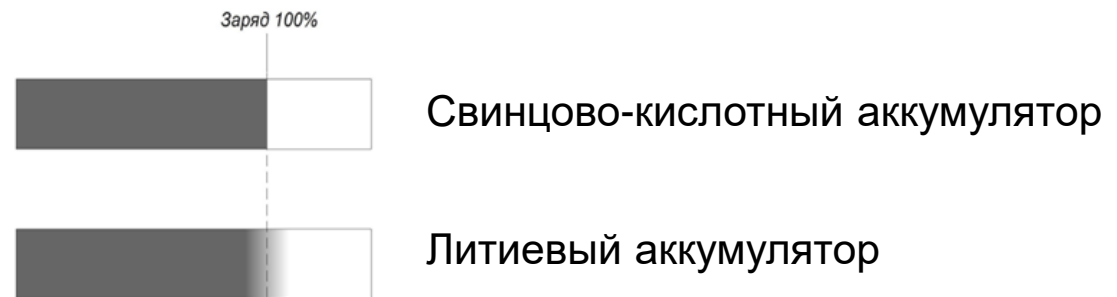 Заряд 100%
Свинцово-кислотный аккумулятор
Литиевый аккумулятор